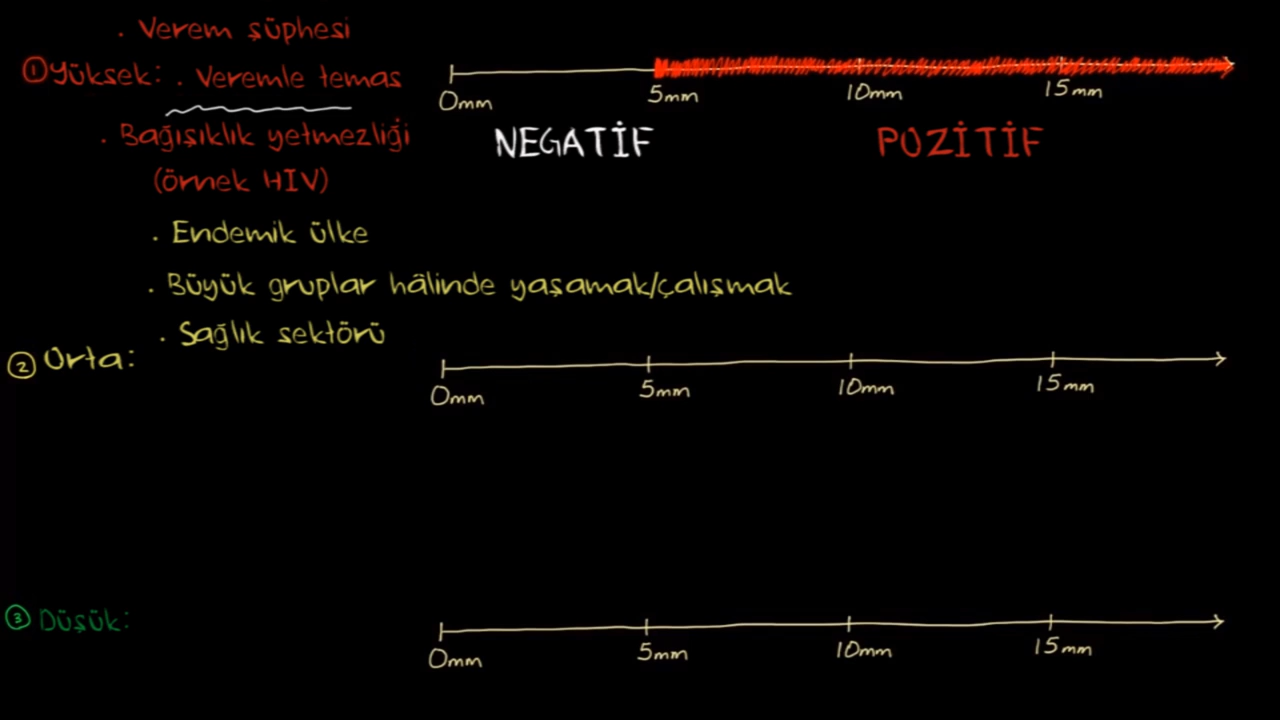 . Verem şüphesi
①Yüksek: . Veremle temas
0mm 5mm 10mm 15mm
. Bağışıklık yetmezliği
(örnek HIV)
NEGATİF POZİTİF
. Endemik ülke
. Büyük gruplar hâlinde yaşamak/çalışmak
. Sağlık sektörü
② Orta:
0mm 5mm 10mm 15mm
③ Düşük:
0mm 5mm 10mm 15mm